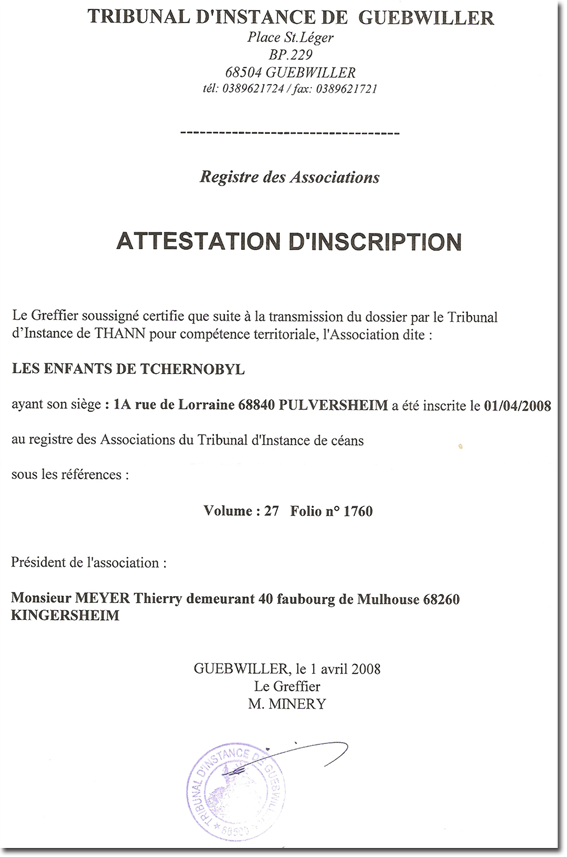 TRIBUNAL D'INSTANCE DE GUEBWILLER
Place St.Léger
BP.229
68504 GUEBWILLER
tél: 0389621724 / fax: 0389621721
----------------------------------
Registre des Associations
ATTESTATION D'INSCRIPTION
Le Greffier soussigné certifie que suite à la transmission du dossier par le Tribunal
d'Instance de THANN pour compétence territoriale, l'Association dite :
LES ENFANTS DE TCHERNOBYL
ayant son siège : 1A rue de Lorraine 68840 PULVERSHEIM a été inscrite le 01/04/2008
au registre des Associations du Tribunal d'Instance de céans
sous les références :
Volume : 27 Folio n° 1760
Président de l'association :
Monsieur MEYER Thierry demeurant 40 faubourg de Mulhouse 68260
KINGERSHEIM
GUEBWILLER, le 1 avril 2008
Le Greffier
M. MINERY
TRIBUNAL D'INSTANCE DE GUEBWILLER